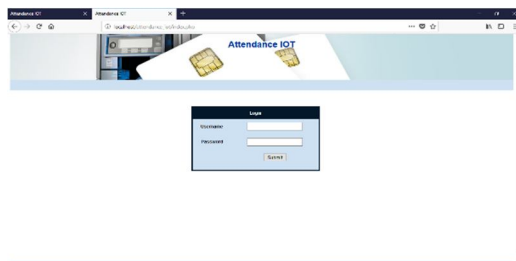 Attendance IOT
Attendance IOT
Attendance IOT
Login
Username
Password
Submit